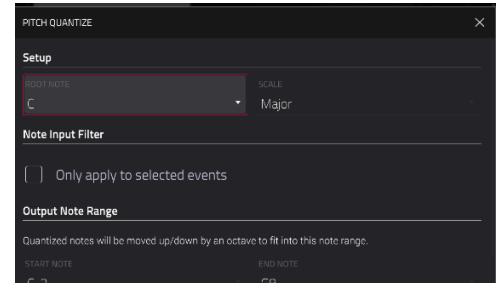 PITCH QUANTIZE
Setup
ROOT NOTE SCALE
C Major
Note Input Filter
Only apply to selected events
Output Note Range
Quantized notes will be moved up/down by an octave to fit into this note range.
START NOTE END NOTE